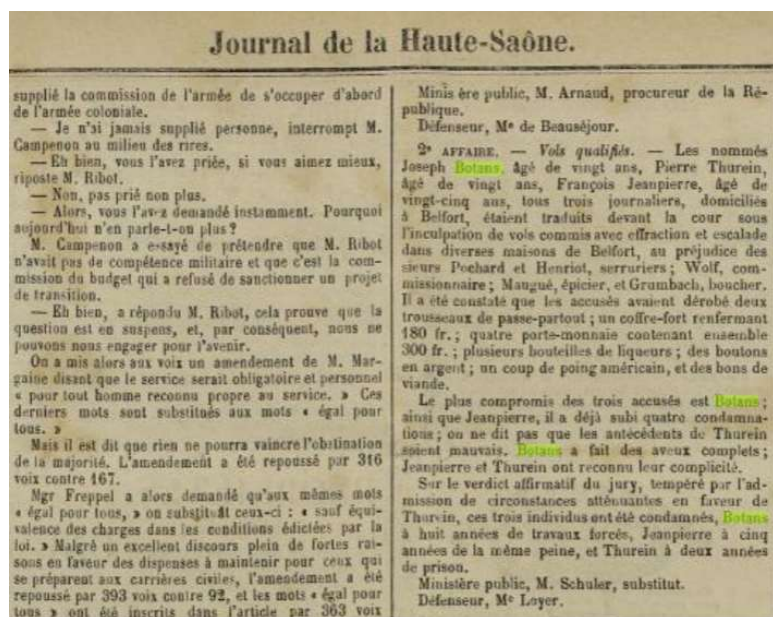 Journal de la Haute-Saône.
supplié la commission de l'armée de s'occuper d'abord
de l'armée coloniale.
— Je n'ai jamais supplié personne, interrompt M.
Campenon au milieu des rires.
— Eh bien, vous l'avez priée, si vous aimez mieux,
riposte M. Ribot.
— Non, pas prié non plus.
— Alors, vous l'avez demandé instamment. Pourquoi
aujourd'hui n'en parle-t-on plus ?
M. Campenon a essayé de prétendre que M. Ribot
n'avait pas de compétence militaire et que c'est la com-
mission du budget qui a refusé de sanctionner un projet
de transition.
— Eh bien, a répondu M. Ribot, cela prouve que la
question est en suspens, et, par conséquent, nous ne
pouvons nous engager pour l'avenir.
On a mis alors aux voix un amendement de M. Mar-
gaine disant que le service serait obligatoire et personnel
« pour tout homme reconnu propre au service. » Ces
derniers mots sont substitués aux mots « égal pour
tous. »
Mais il est dit que rien ne pourra vaincre l'obstination
de la majorité. L'amendement a été repoussé par 316
voix contre 167.
Mgr Freppel a alors demandé qu'aux mêmes mots
« égal pour tous, » on substituât ceux-ci : « sauf équi-
valence des charges dans les conditions édictées par la
loi. » Malgré un excellent discours plein de fortes rai-
sons en faveur des dispenses à maintenir pour ceux qui
se préparent aux carrières civiles, l'amendement a été
repoussé par 393 voix contre 92, et les mots « égal pour
tous » ont été inscrits dans l'article par 363 voix
Minis ère public, M. Arnaud, procureur de la Ré-
publique.
Défenseur, Me de Beauséjour.
2e AFFAIRE. — Vols qualifiés. — Les nommés
Joseph Botans, âgé de vingt ans, Pierre Thurein,
âgé de vingt ans, François Jeanpierre, âgé de
vingt-cinq ans, tous trois journaliers, domiciliés
à Belfort, étaient traduits devant la cour sous
l'inculpation de vols commis avec effraction et escalade
dans diverses maisons de Belfort, au préjudice des
sieurs Pochard et Henriot, serruriers ; Wolf, com-
missionnaire ; Maugué, épicier, et Grumbach, boucher.
Il a été constaté que les accusés avaient dérobé deux
trousseaux de passe-partout ; un coffre-fort renfermant
180 fr. ; quatre porte-monnaie contenant ensemble
300 fr. ; plusieurs bouteilles de liqueurs ; des boutons
en argent ; un coup de poing américain, et des bons de
viande.
Le plus compromis des trois accusés est Botans ;
ainsi que Jeanpierre, il a déjà subi quatre condamna-
tions ; on ne dit pas que les antécédents de Thurein
soient mauvais. Botans a fait des aveux complets ;
Jeanpierre et Thurein ont reconnu leur complicité.
Sur le verdict affirmatif du jury, tempéré par l'ad-
mission de circonstances atténuantes en faveur de
Thurein, ces trois individus ont été condamnés, Botans
à huit années de travaux forcés, Jeanpierre à cinq
années de la même peine, et Thurein à deux années
de prison.
Ministère public, M. Schuler, substitut.
Défenseur, Me Loyer.